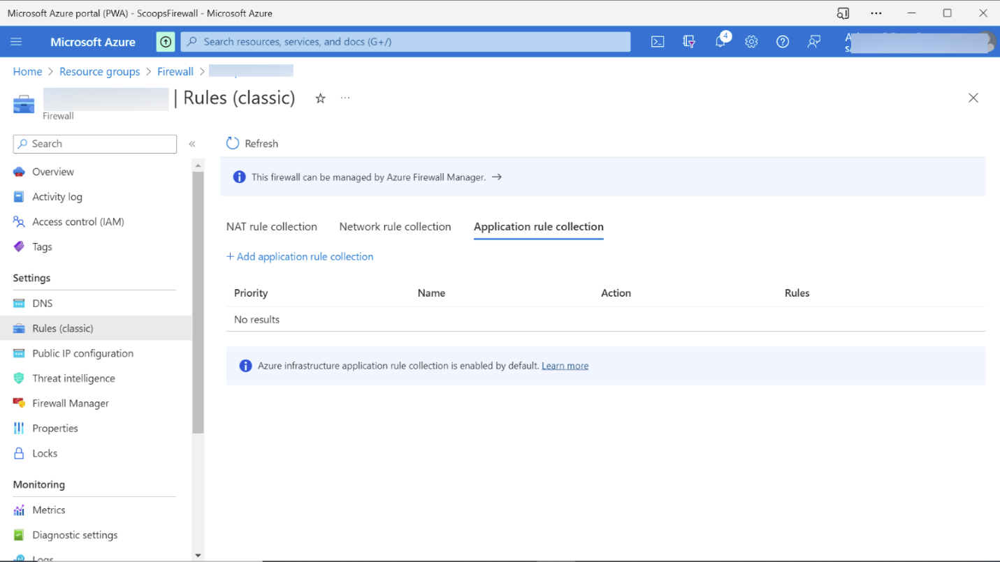 Microsoft Azure portal (PWA) - ScoopsFirewall - Microsoft Azure
Microsoft Azure
Search resources, services, and docs (G+/)
4
Home > Resource groups > Firewall >
| Rules (classic)
Firewall
Search
«
Refresh
Overview
This firewall can be managed by Azure Firewall Manager. →
Activity log
Access control (IAM)
NAT rule collection Network rule collection Application rule collection
Tags
+ Add application rule collection
Settings
Priority Name Action Rules
DNS
No results
Rules (classic)
Public IP configuration
Azure infrastructure application rule collection is enabled by default. Learn more
Threat intelligence
Firewall Manager
Properties
Locks
Monitoring
Metrics
Diagnostic settings
Logs